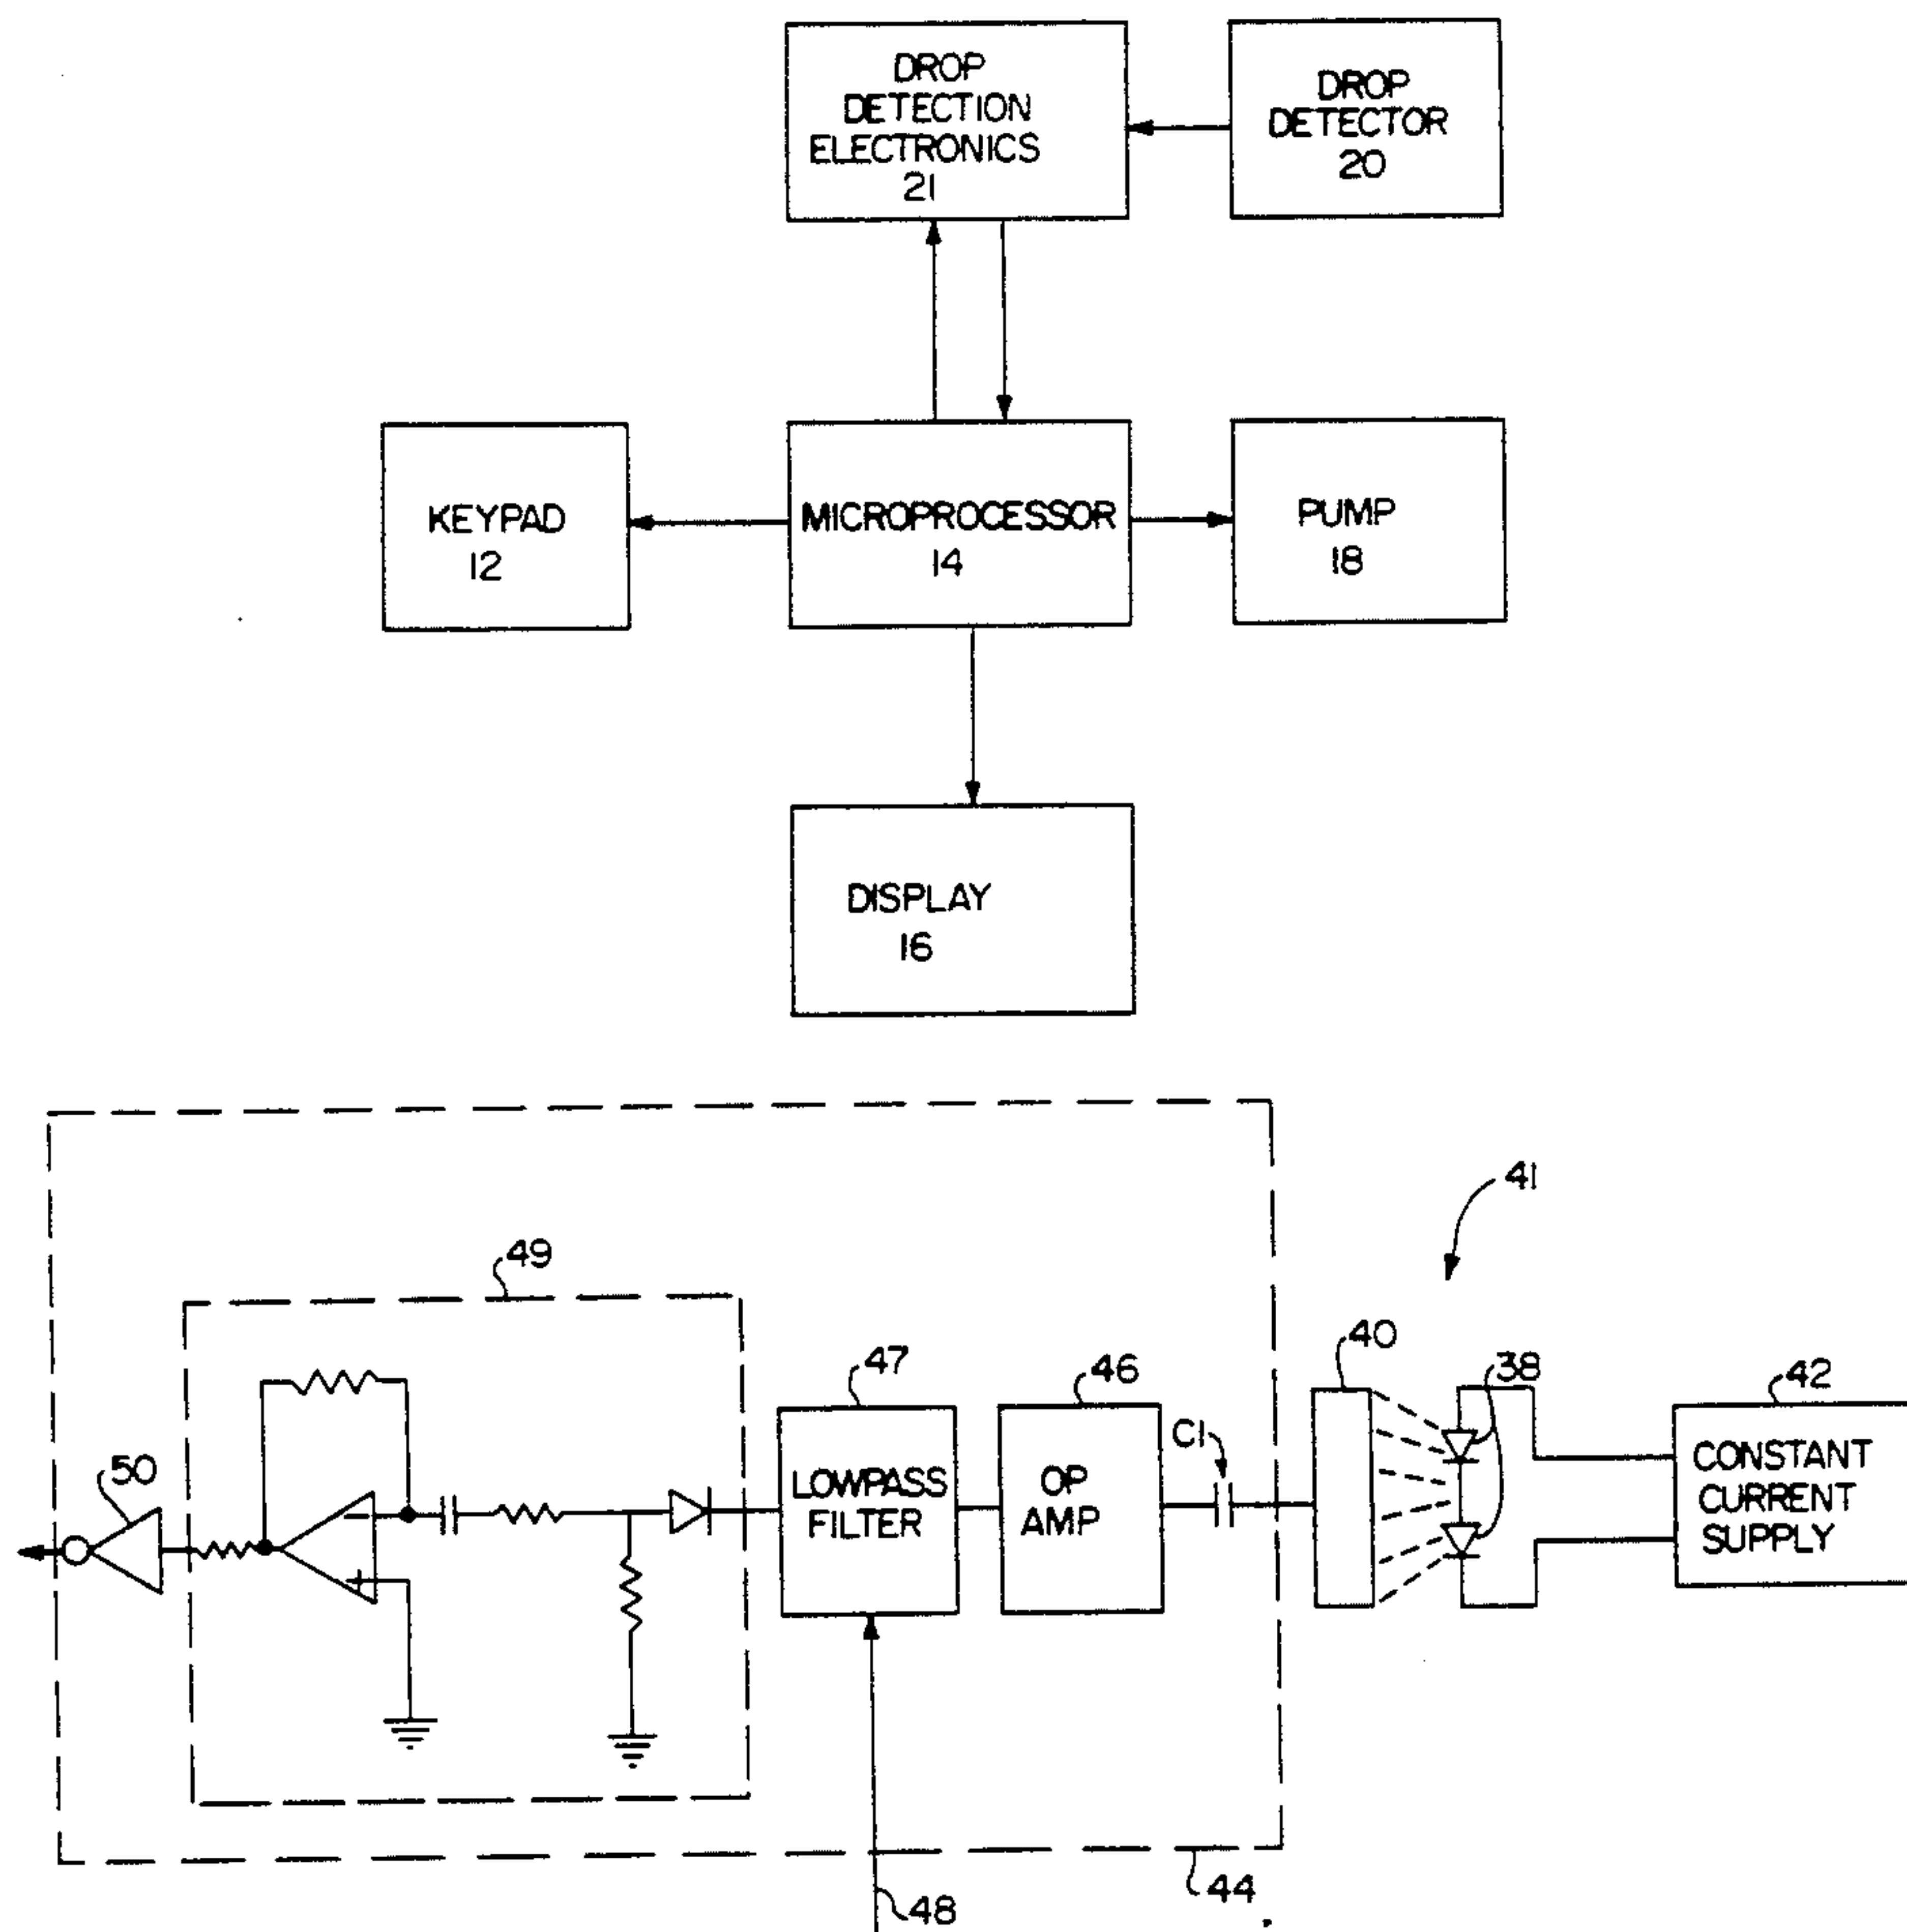 DROP
DETECTION
ELECTRONICS
21
DROP
DETECTOR
20
KEYPAD
12
MICROPROCESSOR
14
PUMP
18
DISPLAY
16
41
49
47
46
40
38
42
50
C1
LOWPASS
FILTER
OP
AMP
CONSTANT
CURRENT
SUPPLY
−
+
44
48